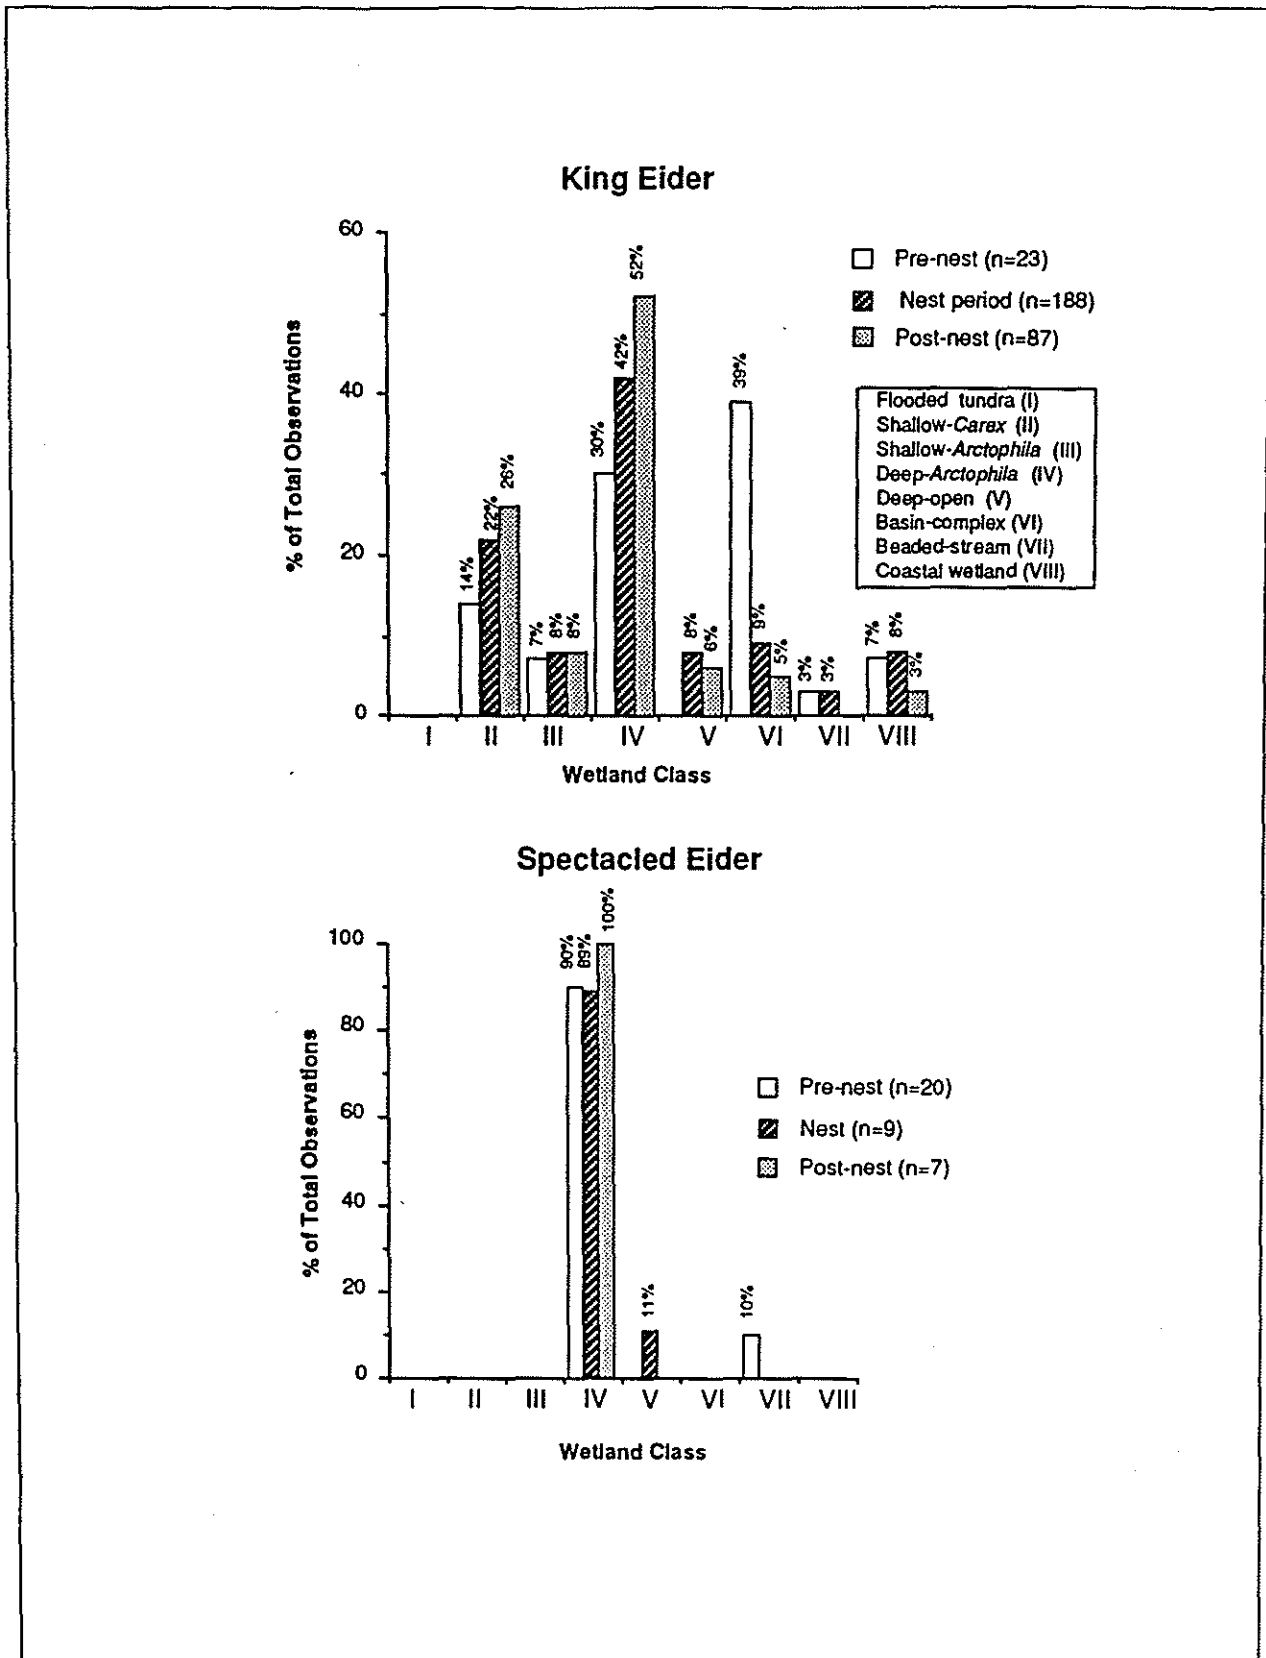 King Eider
60
40
20
0
% of Total Observations
14%
22%
26%
7%
8%
8%
30%
42%
52%
8%
6%
39%
9%
5%
3%
3%
7%
8%
3%
I II III IV V VI VII VIII
Wetland Class
Pre-nest (n=23)
Nest period (n=188)
Post-nest (n=87)
Flooded tundra (I)
Shallow-Carex (II)
Shallow-Arctophila (III)
Deep-Arctophila (IV)
Deep-open (V)
Basin-complex (VI)
Beaded-stream (VII)
Coastal wetland (VIII)
Spectacled Eider
100
80
60
40
20
0
% of Total Observations
90%
89%
100%
11%
10%
I II III IV V VI VII VIII
Wetland Class
Pre-nest (n=20)
Nest (n=9)
Post-nest (n=7)